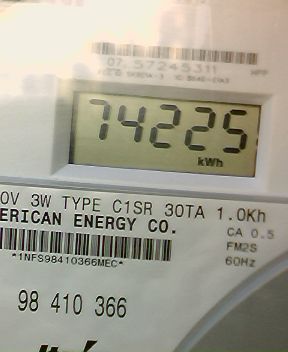 07 57245311
74225
kWh
0V 3W TYPE C1SR 30TA 1.0Kh
ERICAN ENERGY CO.
CA 0.5
FM2S
60Hz
*1NFS98410366MEC*
98 410 366